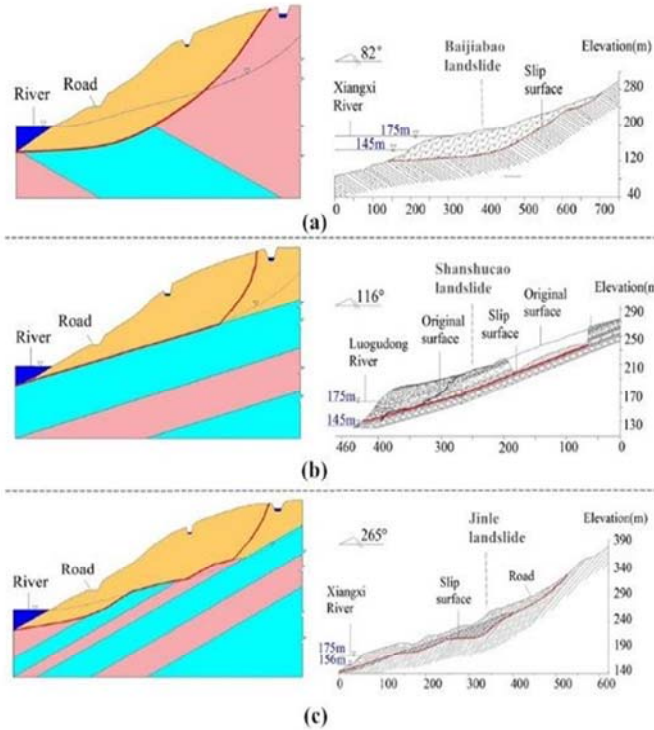 River
Road
82°
Baijiabao
landslide
Elevation(m)
Xiangxi
River
Slip
surface
175m
145m
280
200
120
40
0 100 200 300 400 500 600 700
(a)
River
Road
116°
Shanshucao
landslide
Elevation(m)
Luogudong
River
Original
surface
Slip
surface
Original
surface
175m
145m
290
250
210
170
130
460 400 300 200 100 0
(b)
River
Road
265°
Jinle
landslide
Elevation(m)
Xiangxi
River
Slip
surface
Road
175m
156m
390
340
290
240
190
140
0 100 200 300 400 500 600
(c)